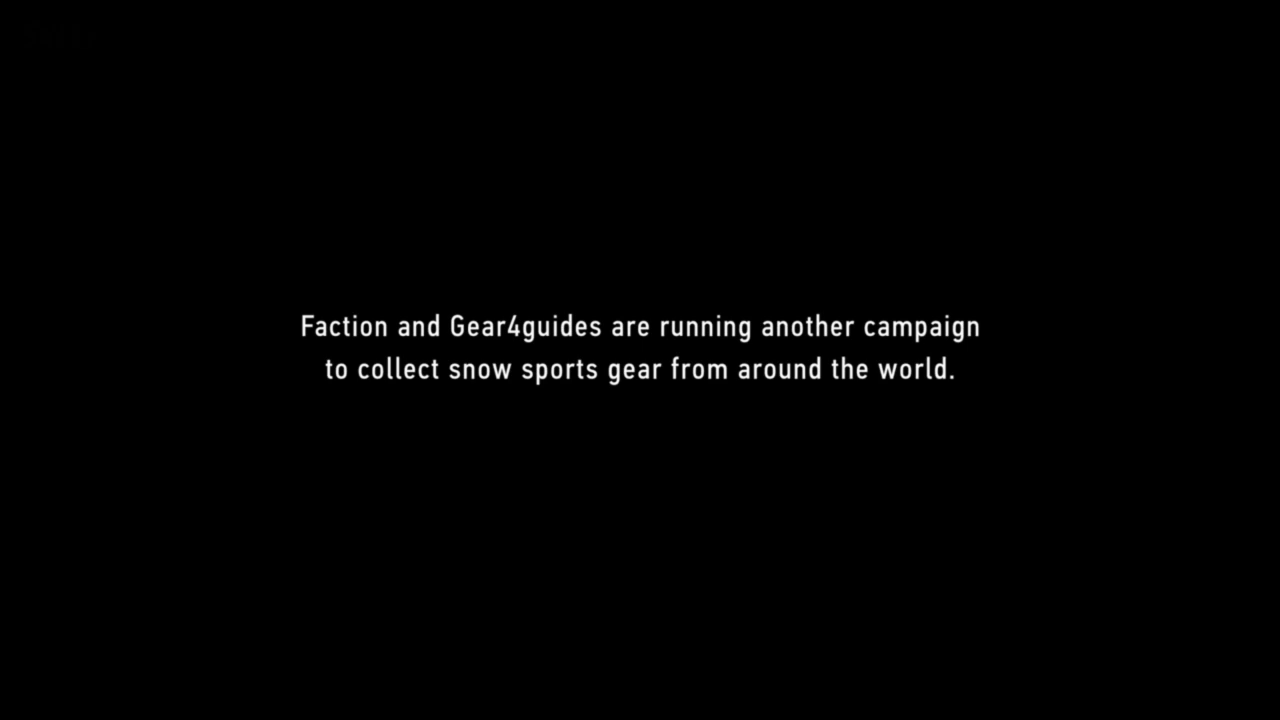 Faction and Gear4guides are running another campaign
to collect snow sports gear from around the world.